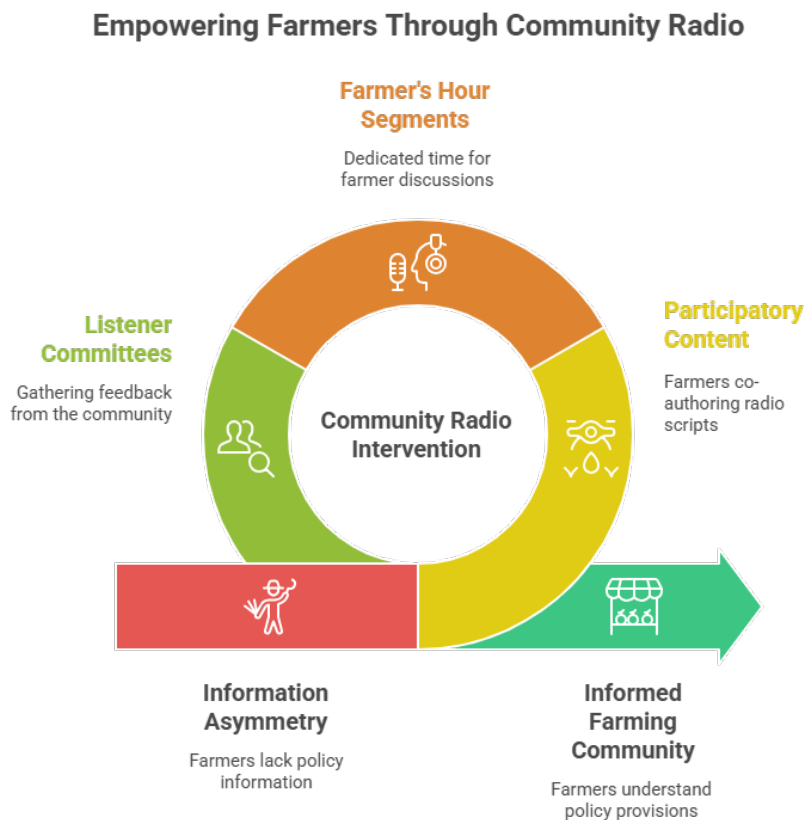 Empowering Farmers Through Community Radio
Farmer's Hour
Segments
Dedicated time for
farmer discussions
Listener
Committees
Gathering feedback
from the community
Participatory
Content
Farmers co-
authoring radio
scripts
Community Radio
Intervention
Information
Asymmetry
Farmers lack policy
information
Informed
Farming
Community
Farmers understand
policy provisions